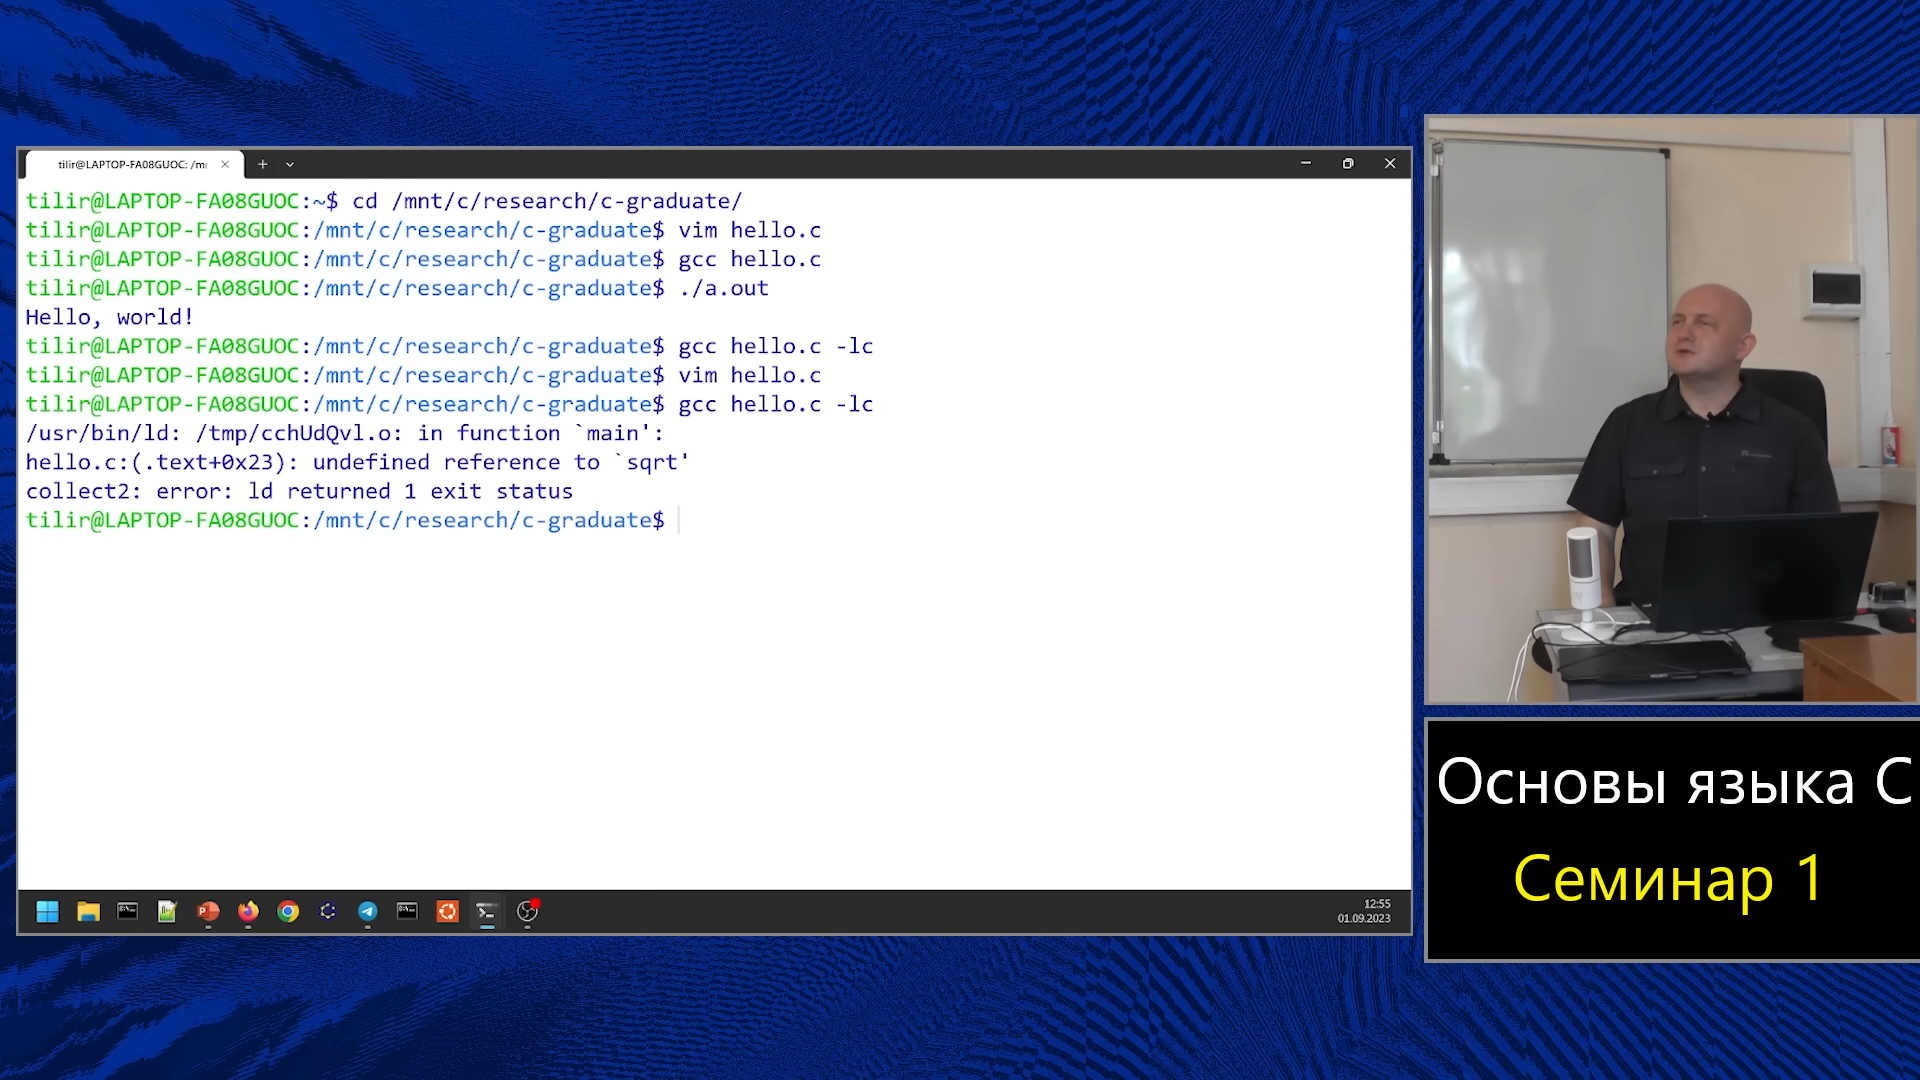 tilir@LAPTOP-FA08GUOC: /m
tilir@LAPTOP-FA08GUOC:~$ cd /mnt/c/research/c-graduate/
tilir@LAPTOP-FA08GUOC:/mnt/c/research/c-graduate$ vim hello.c
tilir@LAPTOP-FA08GUOC:/mnt/c/research/c-graduate$ gcc hello.c
tilir@LAPTOP-FA08GUOC:/mnt/c/research/c-graduate$ ./a.out
Hello, world!
tilir@LAPTOP-FA08GUOC:/mnt/c/research/c-graduate$ gcc hello.c -lc
tilir@LAPTOP-FA08GUOC:/mnt/c/research/c-graduate$ vim hello.c
tilir@LAPTOP-FA08GUOC:/mnt/c/research/c-graduate$ gcc hello.c -lc
/usr/bin/ld: /tmp/cchUdQvl.o: in function `main':
hello.c:(.text+0x23): undefined reference to `sqrt'
collect2: error: ld returned 1 exit status
tilir@LAPTOP-FA08GUOC:/mnt/c/research/c-graduate$
12:55
01.09.2023
Основы языка C
Семинар 1